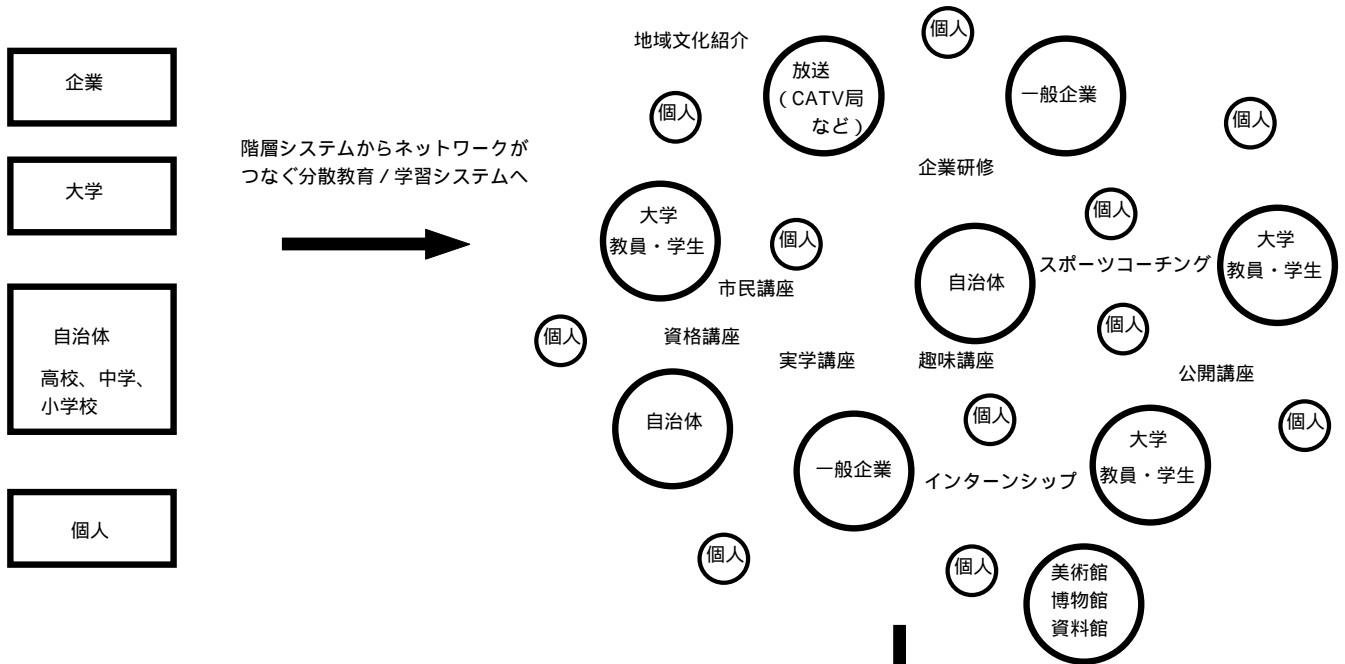 企業
大学
自治体
高校、中学、
小学校
個人
階層システムからネットワークが
つなぐ分散教育/学習システムへ
地域文化紹介
個人
放送
(CATV局
など)
一般企業
個人
個人
企業研修
個人
大学
教員・学生
個人
市民講座
自治体
スポーツコーチング
大学
教員・学生
個人
資格講座
個人
実学講座
趣味講座
公開講座
自治体
一般企業
個人
インターンシップ
大学
教員・学生
個人
個人
個人
美術館
博物館
資料館